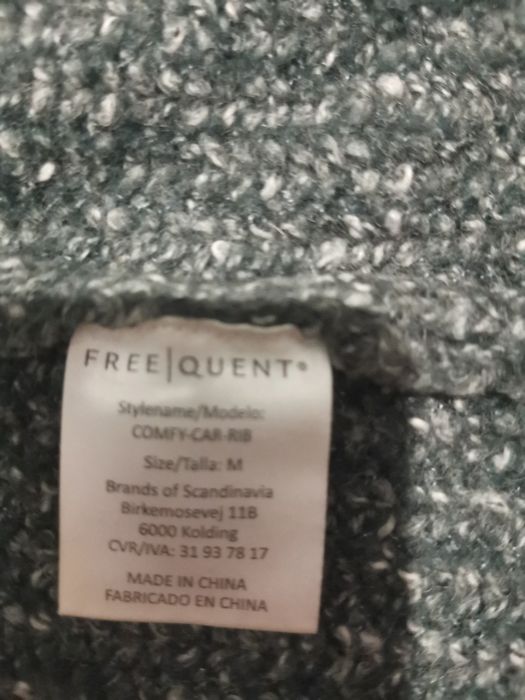 FREE|QUENT®
Stylename/Modelo:
COMFY-CAR-RIB
Size/Talla: M
Brands of Scandinavia
Birkemosevej 11B
6000 Kolding
CVR/IVA: 31 93 78 17
MADE IN CHINA
FABRICADO EN CHINA